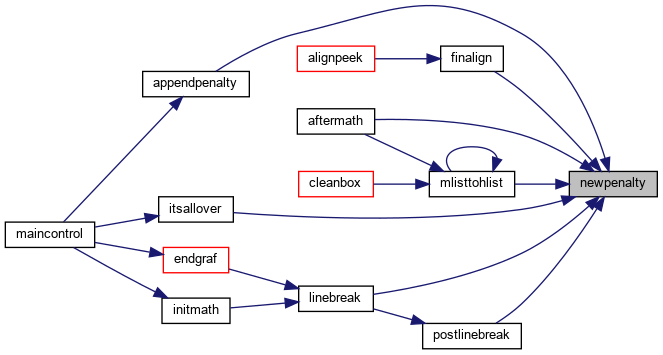 alignpeek
finalign
appendpenalty
aftermath
cleanbox
mlisttohlist
newpenalty
itsallover
maincontrol
endgraf
initmath
linebreak
postlinebreak